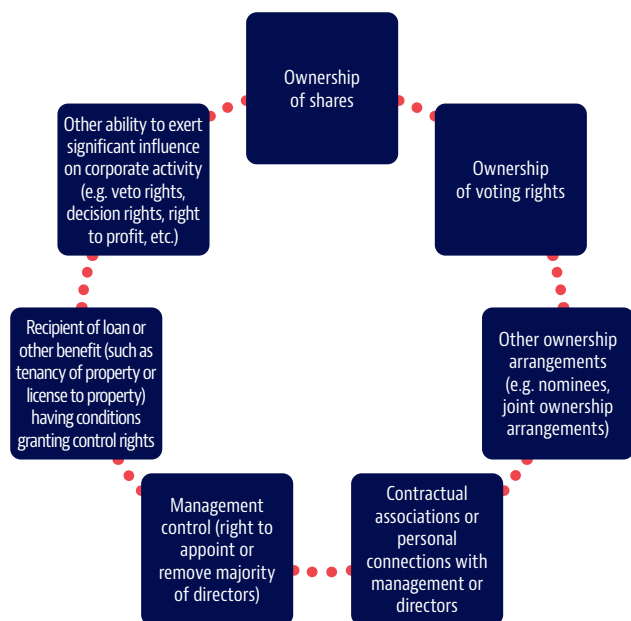 Ownership
of shares
Ownership
of voting rights
Other ownership
arrangements
(e.g. nominees,
joint ownership
arrangements)
Contractual
associations or
personal
connections with
management or
directors
Management
control (right to
appoint or
remove majority
of directors)
Recipient of loan or
other benefit (such as
tenancy of property or
license to property)
having conditions
granting control rights
Other ability to exert
significant influence
on corporate activity
(e.g. veto rights,
decision rights, right
to profit, etc.)